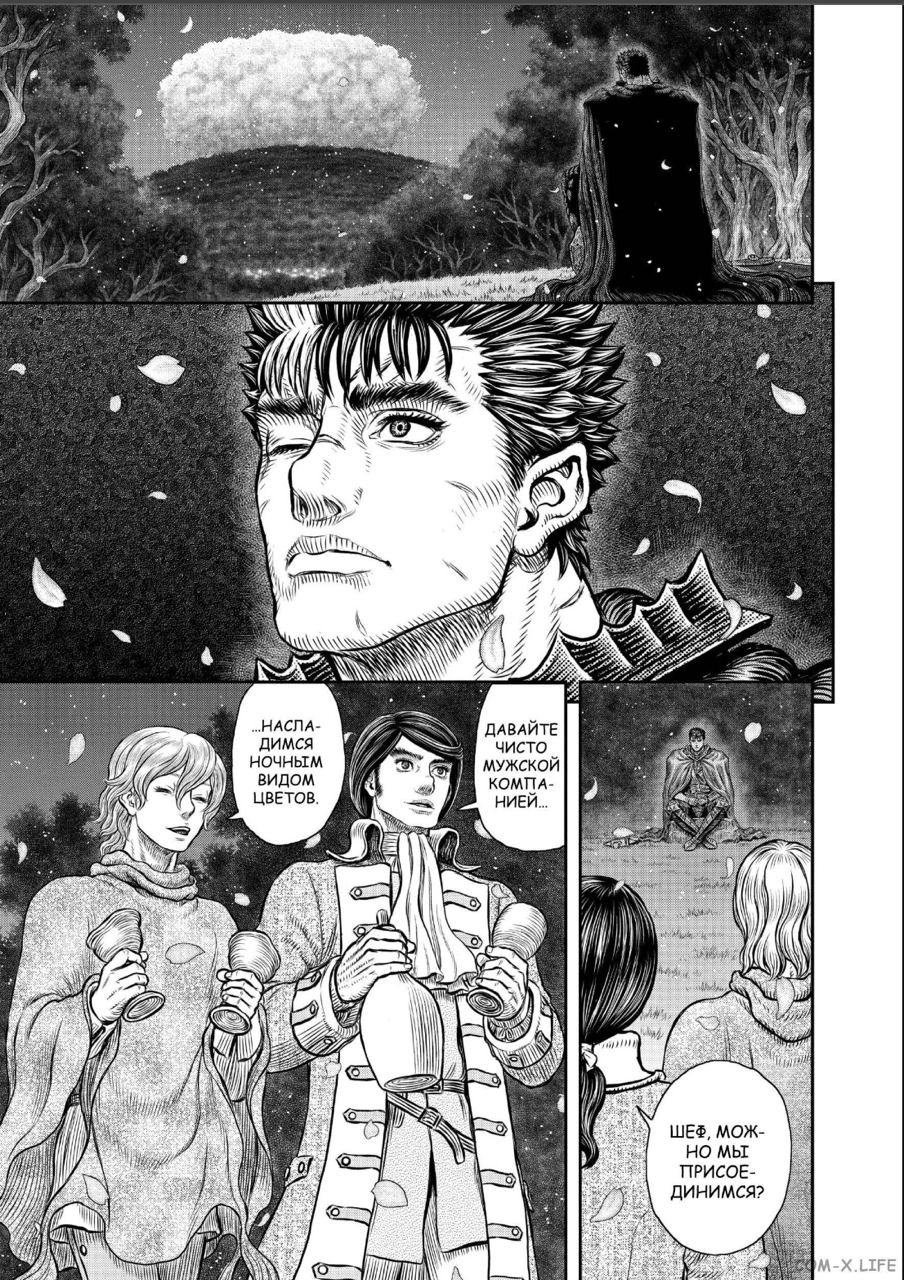 ШЕФ, МОЖ-
НО МЫ
ПРИСОЕ-
ДИНИМСЯ?
ДАВАЙТЕ
ЧИСТО
МУЖСКОЙ
КОМПА-
НИЕЙ...
...НАСЛА-
ДИМСЯ
НОЧНЫМ
ВИДОМ
ЦВЕТОВ.
COM-X.LIFE